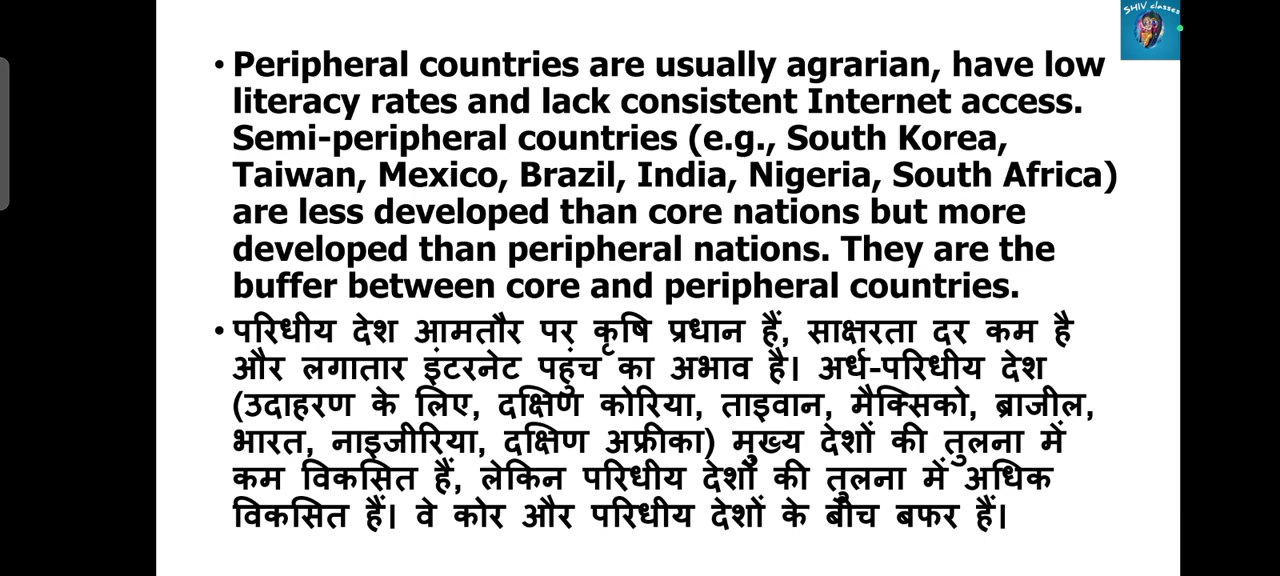 SHIV classes
• Peripheral countries are usually agrarian, have low
literacy rates and lack consistent Internet access.
Semi-peripheral countries (e.g., South Korea,
Taiwan, Mexico, Brazil, India, Nigeria, South Africa)
are less developed than core nations but more
developed than peripheral nations. They are the
buffer between core and peripheral countries.
• परिधीय देश आमतौर पर कृषि प्रधान हैं, साक्षरता दर कम है
और लगातार इंटरनेट पहुंच का अभाव है। अर्ध-परिधीय देश
(उदाहरण के लिए, दक्षिण कोरिया, ताइवान, मैक्सिको, ब्राजील,
भारत, नाइजीरिया, दक्षिण अफ्रीका) मुख्य देशों की तुलना में
कम विकसित हैं, लेकिन परिधीय देशों की तुलना में अधिक
विकसित हैं। वे कोर और परिधीय देशों के बीच बफर हैं।